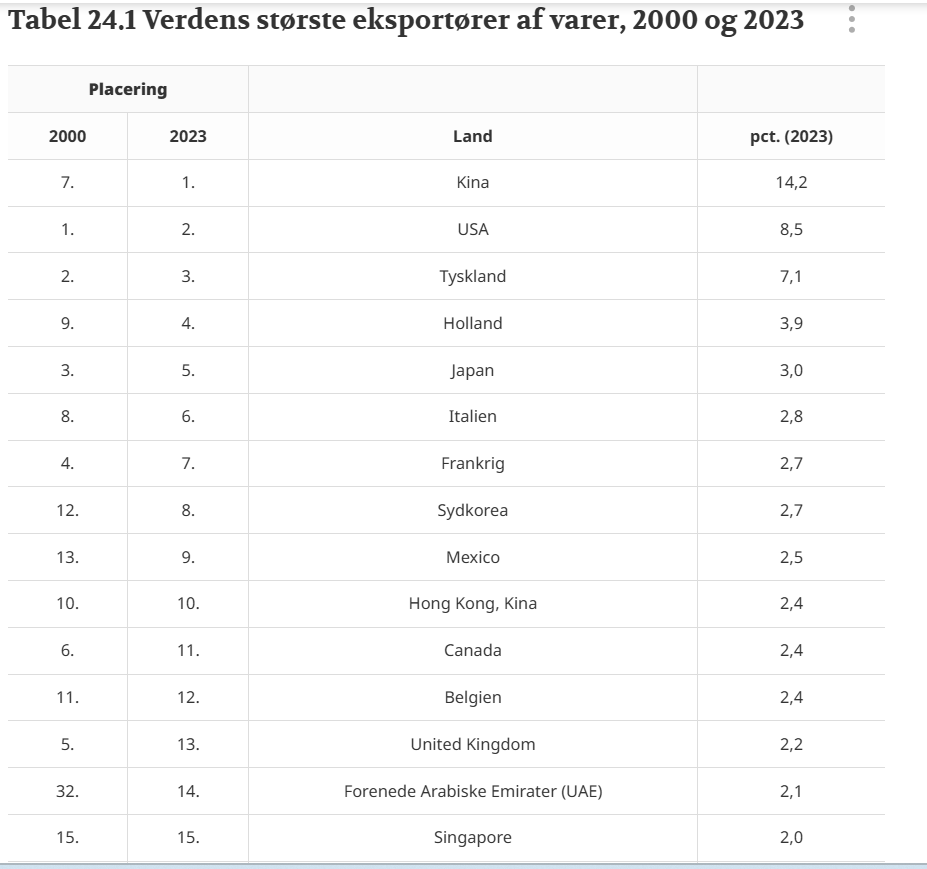 Tabel 24.1 Verdens største eksportører af varer, 2000 og 2023
Placering
2000 2023 Land pct. (2023)
7. 1. Kina 14,2
1. 2. USA 8,5
2. 3. Tyskland 7,1
9. 4. Holland 3,9
3. 5. Japan 3,0
8. 6. Italien 2,8
4. 7. Frankrig 2,7
12. 8. Sydkorea 2,7
13. 9. Mexico 2,5
10. 10. Hong Kong, Kina 2,4
6. 11. Canada 2,4
11. 12. Belgien 2,4
5. 13. United Kingdom 2,2
32. 14. Forenede Arabiske Emirater (UAE) 2,1
15. 15. Singapore 2,0